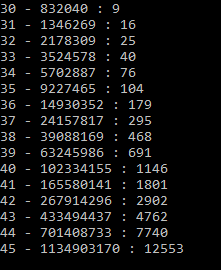 30 - 832040 : 9
31 - 1346269 : 16
32 - 2178309 : 25
33 - 3524578 : 40
34 - 5702887 : 76
35 - 9227465 : 104
36 - 14930352 : 179
37 - 24157817 : 295
38 - 39088169 : 468
39 - 63245986 : 691
40 - 102334155 : 1146
41 - 165580141 : 1801
42 - 267914296 : 2902
43 - 433494437 : 4762
44 - 701408733 : 7740
45 - 1134903170 : 12553